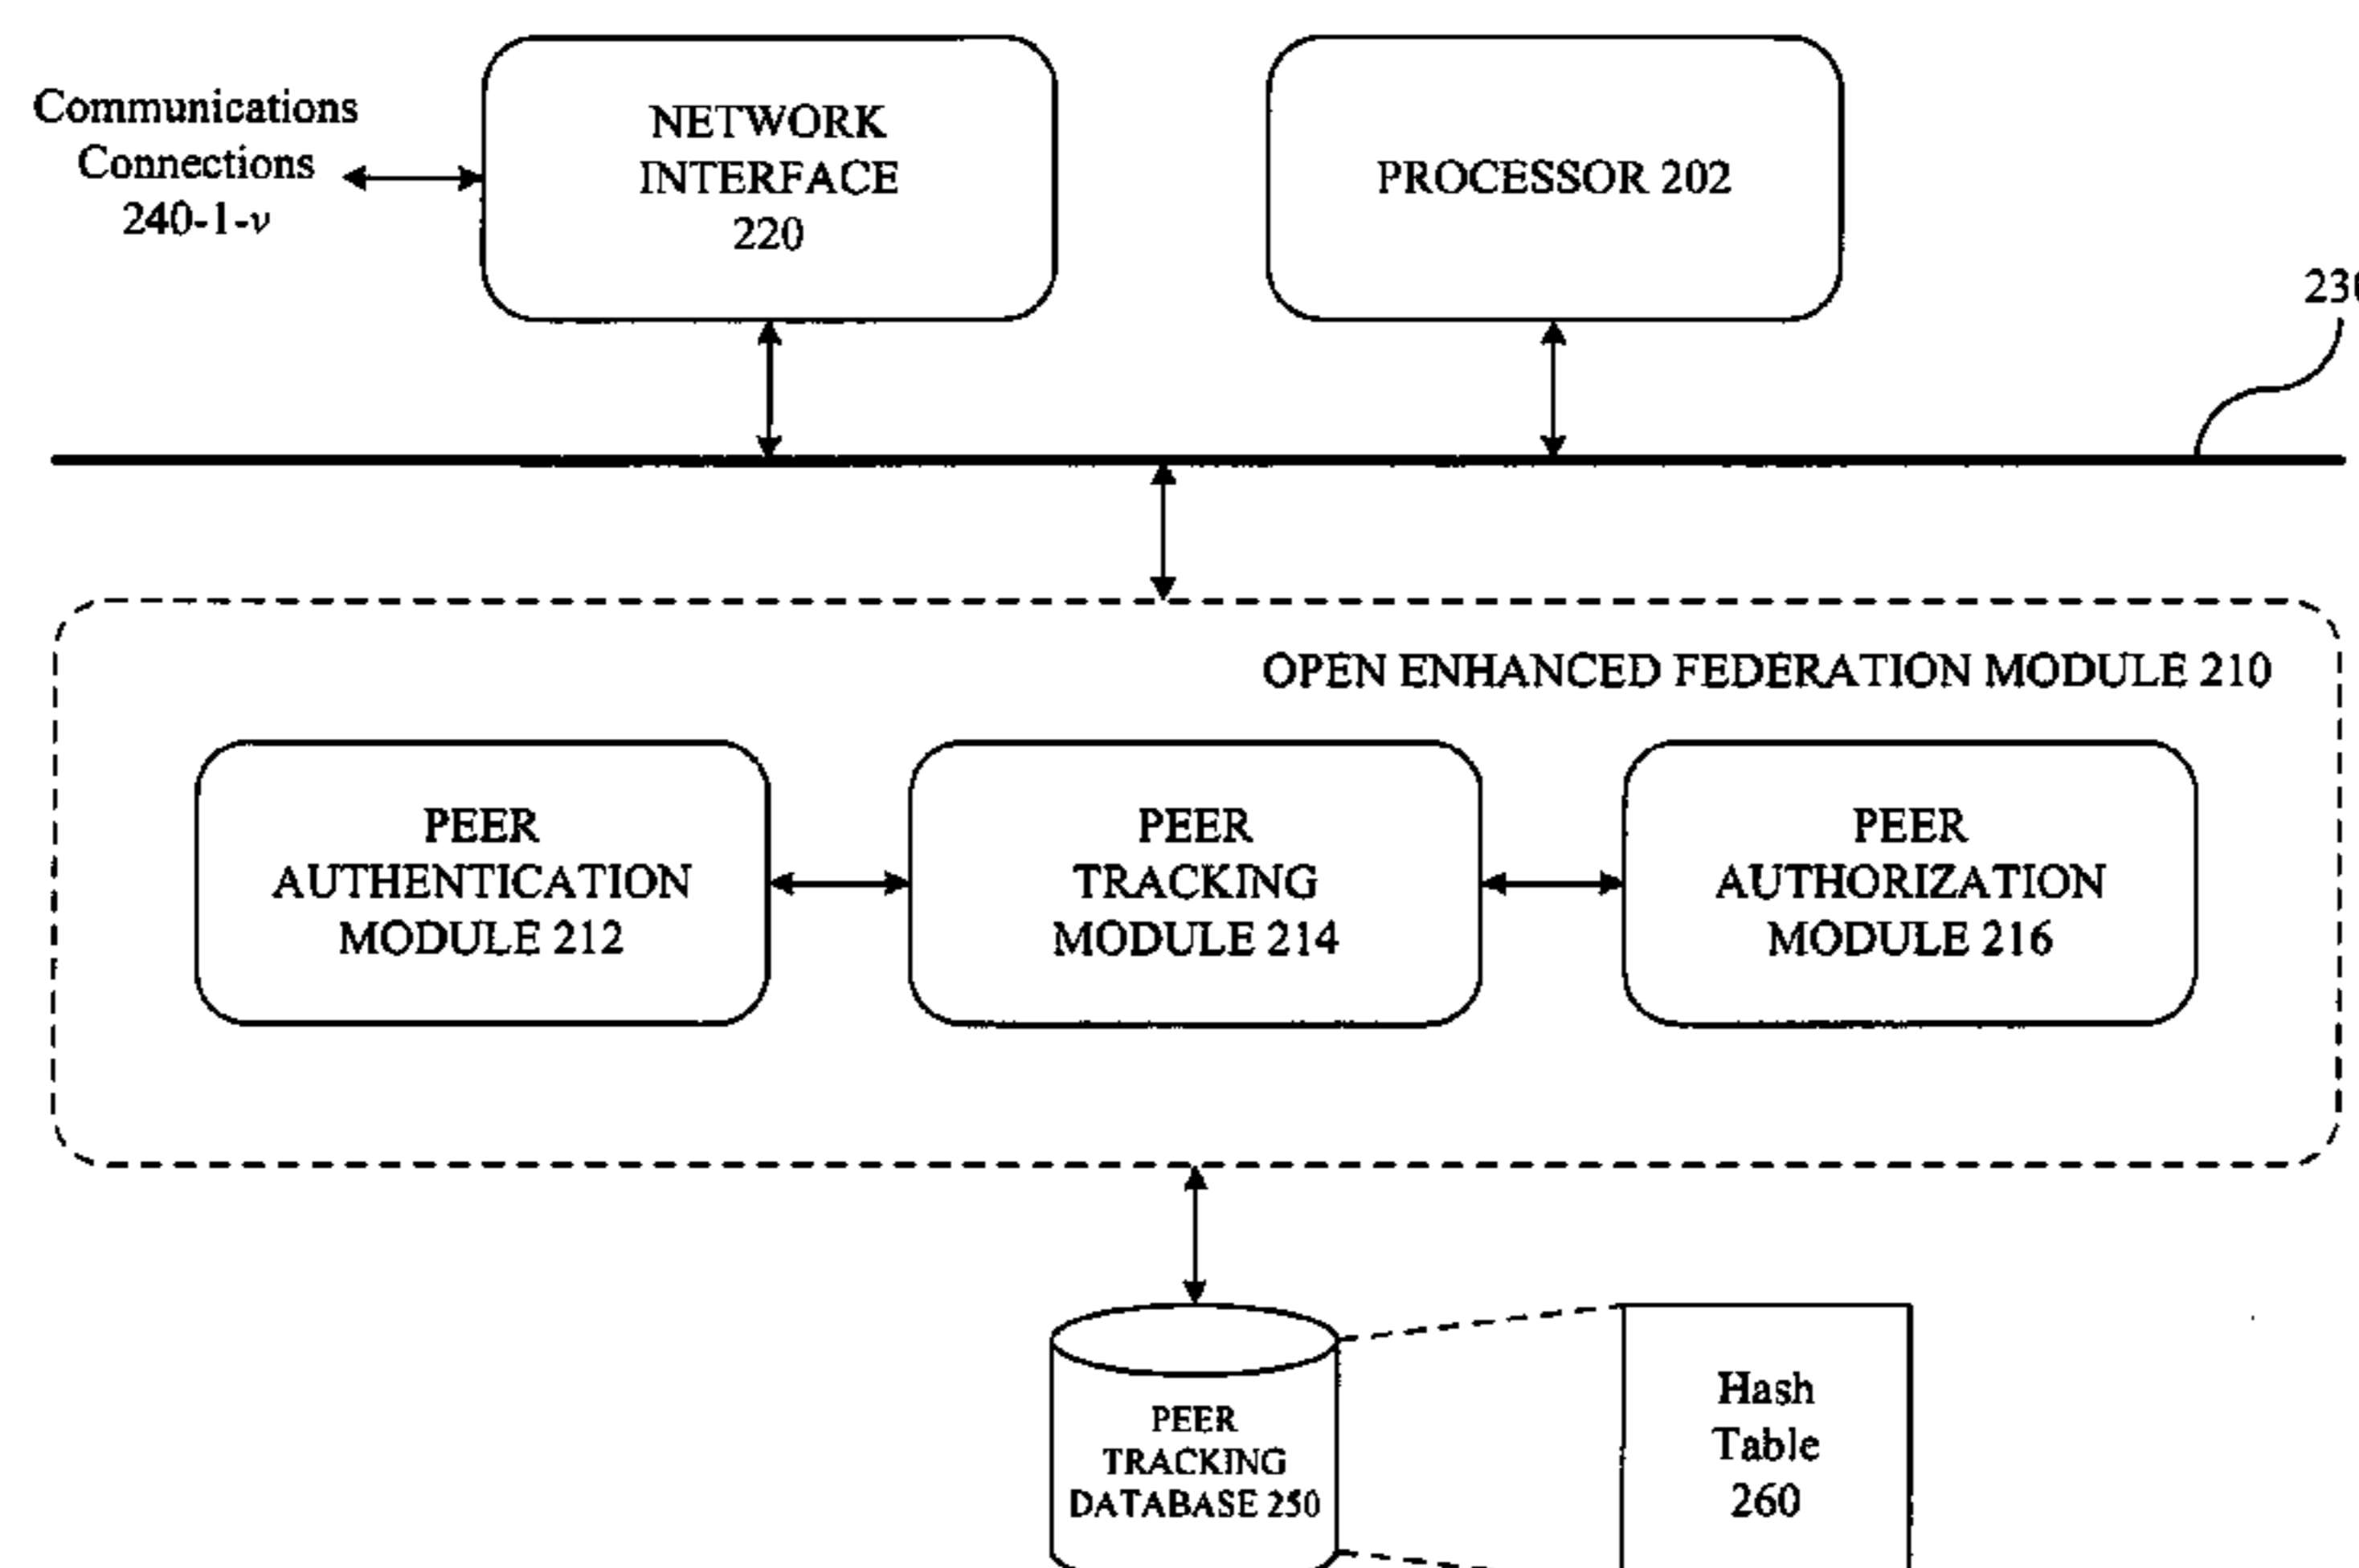 Communications
Connections
240-1-ν
NETWORK
INTERFACE
220
PROCESSOR 202
OPEN ENHANCED FEDERATION MODULE 210
PEER
AUTHENTICATION
MODULE 212
PEER
TRACKING
MODULE 214
PEER
AUTHORIZATION
MODULE 216
PEER
TRACKING
DATABASE 250
Hash
Table
260